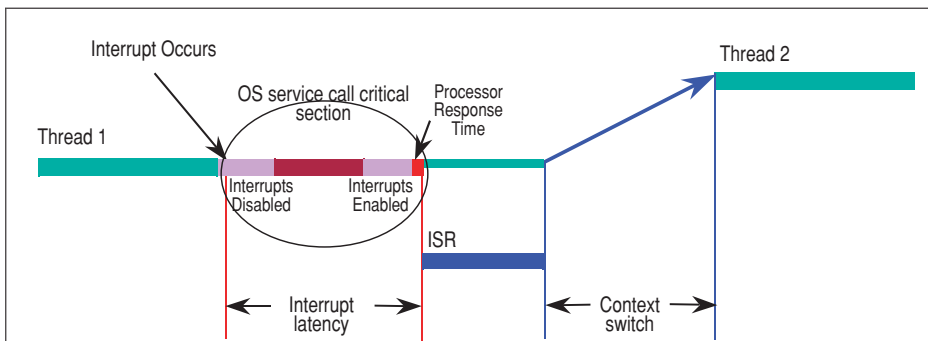 Interrupt Occurs
Thread 2
OS service call critical
section
Processor
Response
Time
Thread 1
Interrupts
Disabled
Interrupts
Enabled
ISR
Interrupt
latency
Context
switch